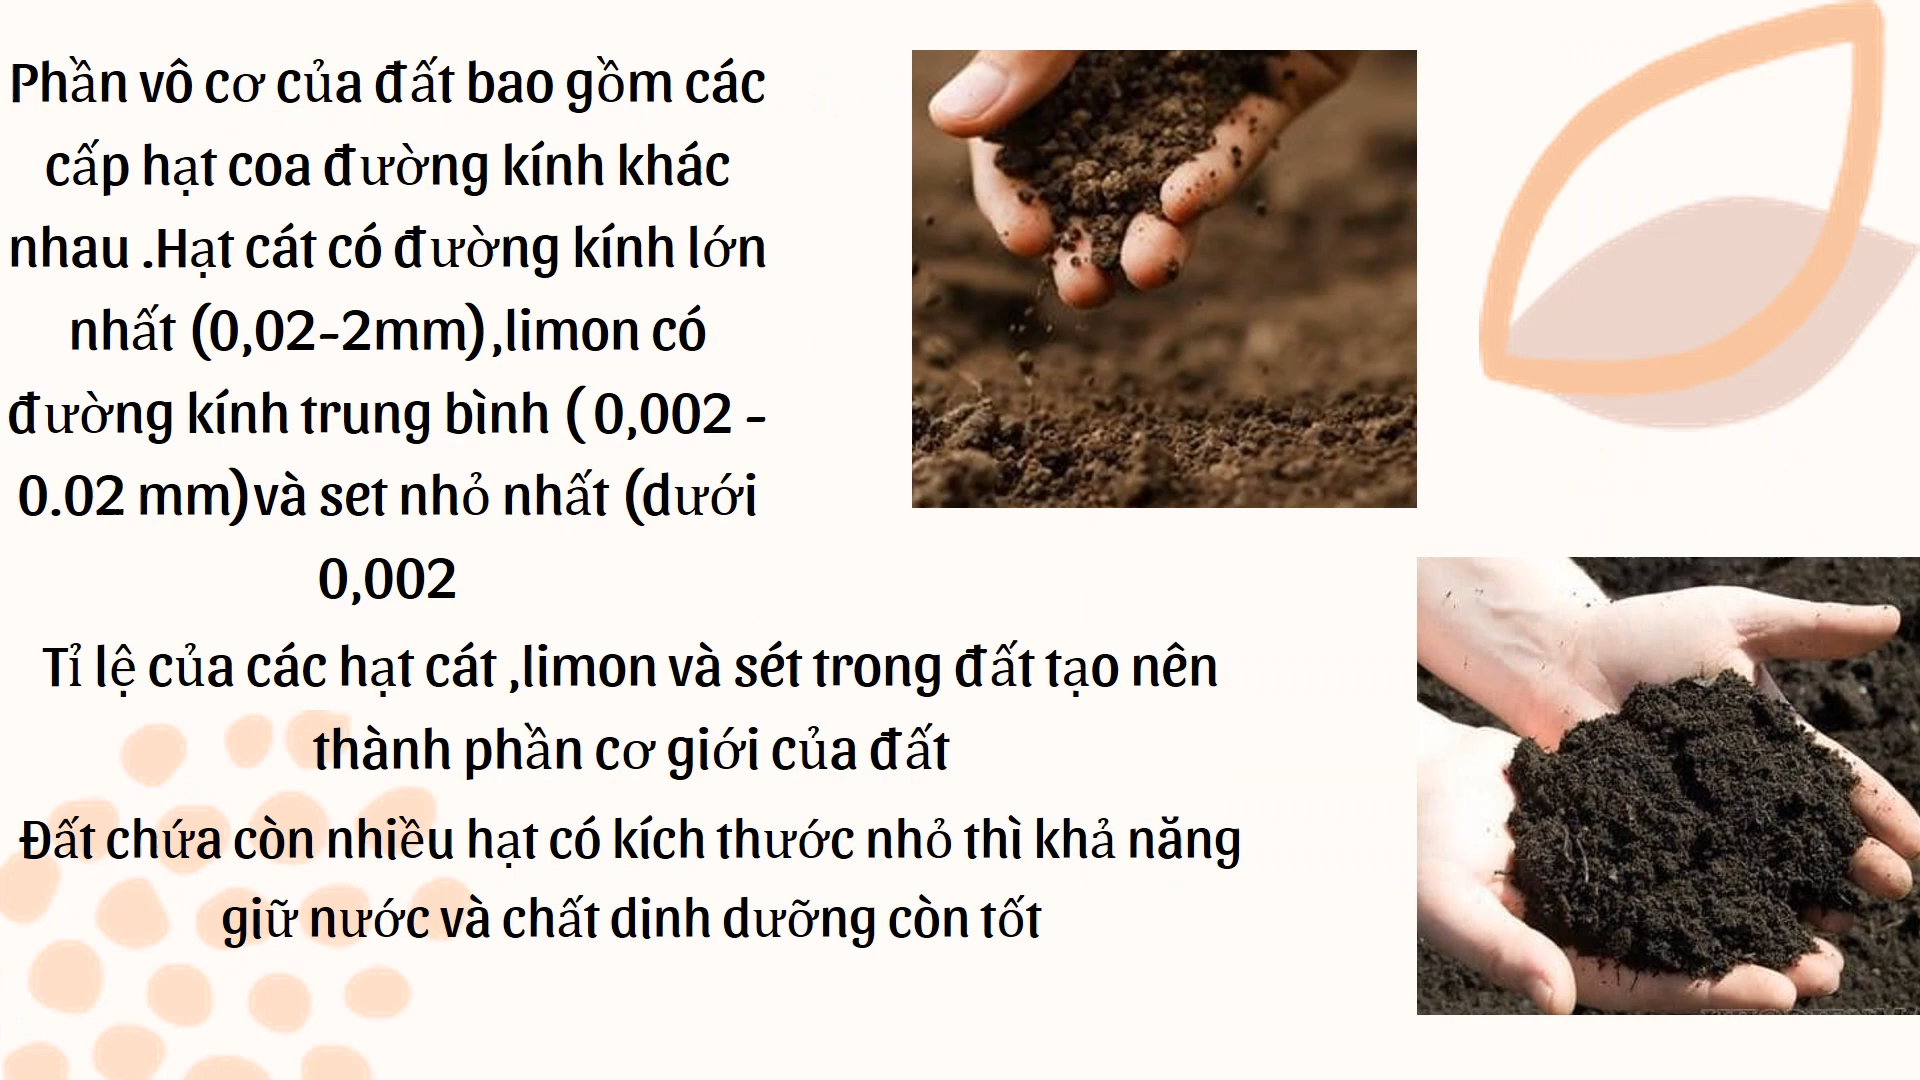 Phần vô cơ của đất bao gồm các
cấp hạt coa đường kính khác
nhau .Hạt cát có đường kính lớn
nhất (0,02-2mm),limon có
đường kính trung bình ( 0,002 -
0.02 mm)và set nhỏ nhất (dưới
0,002
Tỉ lệ của các hạt cát ,limon và sét trong đất tạo nên
thành phần cơ giới của đất
Đất chứa còn nhiều hạt có kích thước nhỏ thì khả năng
giữ nước và chất dinh dưỡng còn tốt